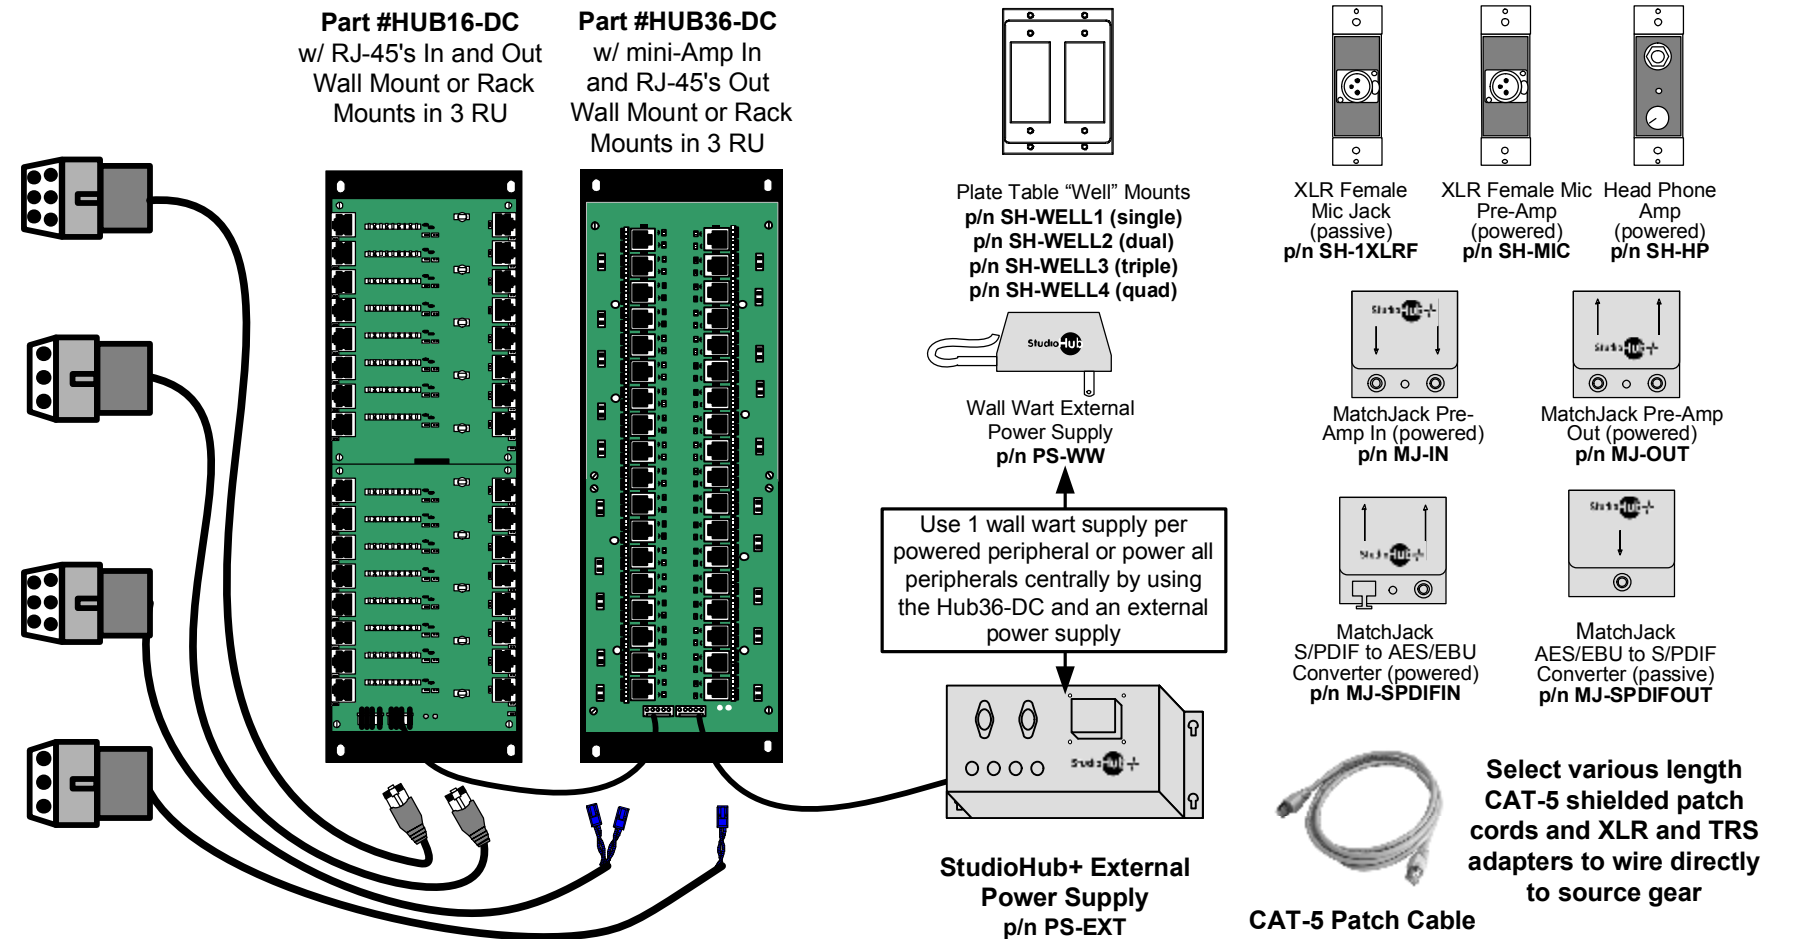 Part #HUB16-DC
w/ RJ-45's In and Out
Wall Mount or Rack
Mounts in 3 RU
Part #HUB36-DC
w/ mini-Amp In
and RJ-45's Out
Wall Mount or Rack
Mounts in 3 RU
Plate Table “Well” Mounts
p/n SH-WELL1 (single)
p/n SH-WELL2 (dual)
p/n SH-WELL3 (triple)
p/n SH-WELL4 (quad)
XLR Female
Mic Jack
(passive)
p/n SH-1XLRF
XLR Female Mic
Pre-Amp
(powered)
p/n SH-MIC
Head Phone
Amp
(powered)
p/n SH-HP
StudioHub
Wall Wart External
Power Supply
p/n PS-WW
StudioHub+
MatchJack Pre-
Amp In (powered)
p/n MJ-IN
StudioHub+
MatchJack Pre-Amp
Out (powered)
p/n MJ-OUT
Use 1 wall wart supply per
powered peripheral or power all
peripherals centrally by using
the Hub36-DC and an external
power supply
StudioHub+
MatchJack
S/PDIF to AES/EBU
Converter (powered)
p/n MJ-SPDIFIN
StudioHub+
MatchJack
AES/EBU to S/PDIF
Converter (passive)
p/n MJ-SPDIFOUT
StudioHub+
StudioHub+ External
Power Supply
p/n PS-EXT
CAT-5 Patch Cable
Select various length
CAT-5 shielded patch
cords and XLR and TRS
adapters to wire directly
to source gear